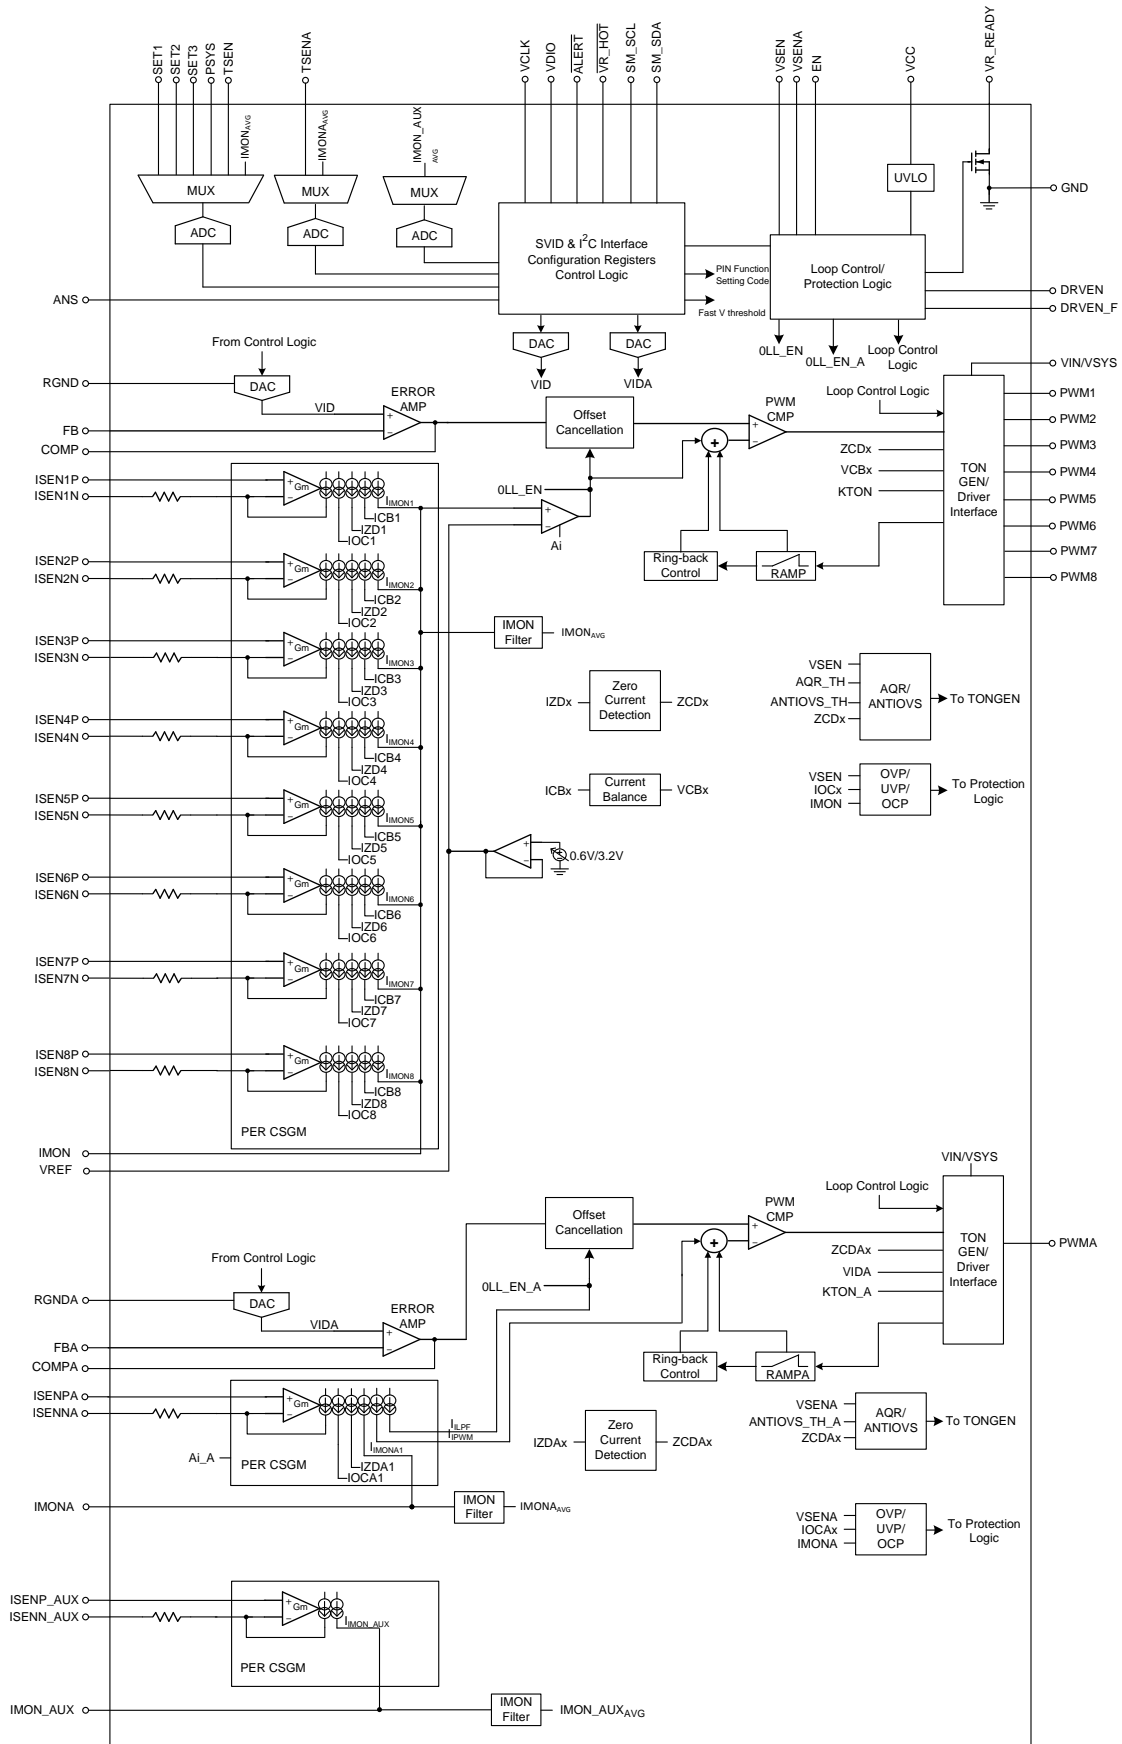 SET1
SET2
SET3
PSYS
TSEN
TSENA
VCLK
VDIO
ALERT
VR_HOT
SM_SCL
SM_SDA
VSEN
VSENA
EN
VCC
VR_READY
IMONAVG
IMONAAVG
IMON_AUX
AVG
MUX
MUX
MUX
ADC
ADC
ADC
UVLO
GND
SVID & I2C Interface
Configuration Registers
Control Logic
PIN Function
Setting Code
Fast V threshold
Loop Control/
Protection Logic
ANS
DRVEN
DRVEN_F
DAC
DAC
VID
VIDA
0LL_EN
0LL_EN_A
Loop Control
Logic
From Control Logic
RGND
DAC
VID
ERROR
AMP
+
−
FB
COMP
Offset
Cancellation
PWM
CMP
+
−
+
Loop Control Logic
VIN/VSYS
ZCDx
VCBx
KTON
TON
GEN/
Driver
Interface
PWM1
PWM2
PWM3
PWM4
PWM5
PWM6
PWM7
PWM8
0LL_EN
+
−
Ai
Ring-back
Control
RAMP
ISEN1P
ISEN1N
+
−
Gm
IIMON1
ICB1
IZD1
IOC1
ISEN2P
ISEN2N
+
−
Gm
IIMON2
ICB2
IZD2
IOC2
ISEN3P
ISEN3N
+
−
Gm
IIMON3
ICB3
IZD3
IOC3
ISEN4P
ISEN4N
+
−
Gm
IIMON4
ICB4
IZD4
IOC4
ISEN5P
ISEN5N
+
−
Gm
IIMON5
ICB5
IZD5
IOC5
ISEN6P
ISEN6N
+
−
Gm
IIMON6
ICB6
IZD6
IOC6
ISEN7P
ISEN7N
+
−
Gm
IIMON7
ICB7
IZD7
IOC7
ISEN8P
ISEN8N
+
−
Gm
IIMON8
ICB8
IZD8
IOC8
PER CSGM
IMON
VREF
IMON
Filter
IMONAVG
IZDx
Zero
Current
Detection
ZCDx
VSEN
AQR_TH
ANTIOVS_TH
ZCDx
AQR/
ANTIOVS
To TONGEN
ICBx
Current
Balance
VCBx
VSEN
IOCx
IMON
OVP/
UVP/
OCP
To Protection
Logic
+
−
0.6V/3.2V
VIN/VSYS
Loop Control Logic
Offset
Cancellation
PWM
CMP
+
−
+
ZCDAx
VIDA
KTON_A
TON
GEN/
Driver
Interface
PWMA
From Control Logic
RGNDA
DAC
VIDA
ERROR
AMP
+
−
FBA
COMPA
0LL_EN_A
Ring-back
Control
RAMPA
ISENPA
ISENNA
+
−
Gm
IILPF
IPWM
IIMONA1
IZDA1
IOCA1
Ai_A
PER CSGM
IZDAx
Zero
Current
Detection
ZCDAx
VSENA
ANTIOVS_TH_A
ZCDAx
AQR/
ANTIOVS
To TONGEN
IMONA
IMON
Filter
IMONAAVG
VSENA
IOCAx
IMONA
OVP/
UVP/
OCP
To Protection
Logic
ISENP_AUX
ISENN_AUX
+
−
Gm
IIMON_AUX
PER CSGM
IMON_AUX
IMON
Filter
IMON_AUXAVG